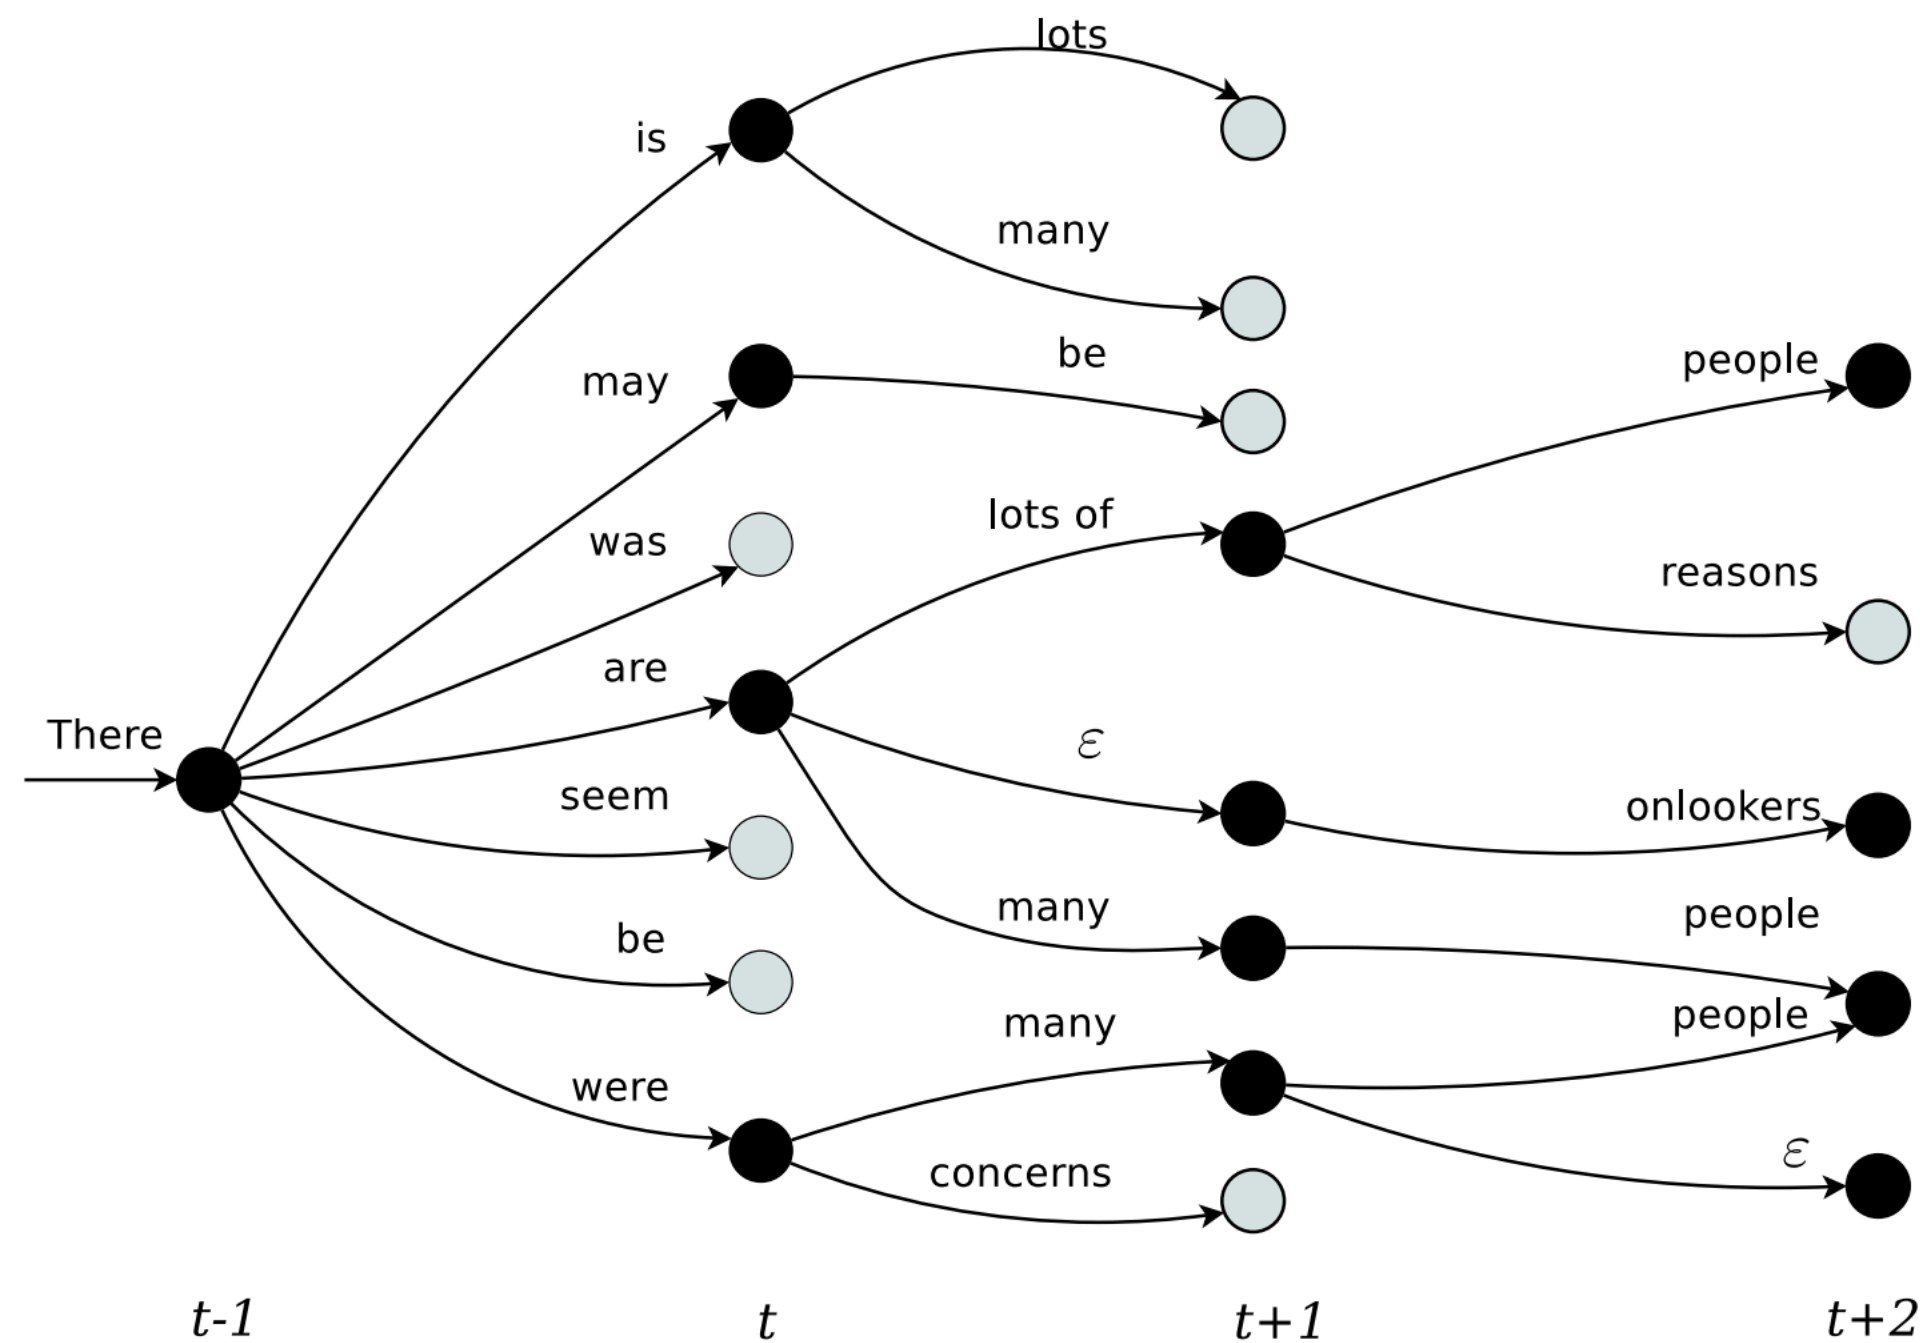 lots
is
many
be
may
people
lots of
was
reasons
are
There
ε
seem
onlookers
many
people
be
many
people
were
concerns
ε
t-1
t
t+1
t+2